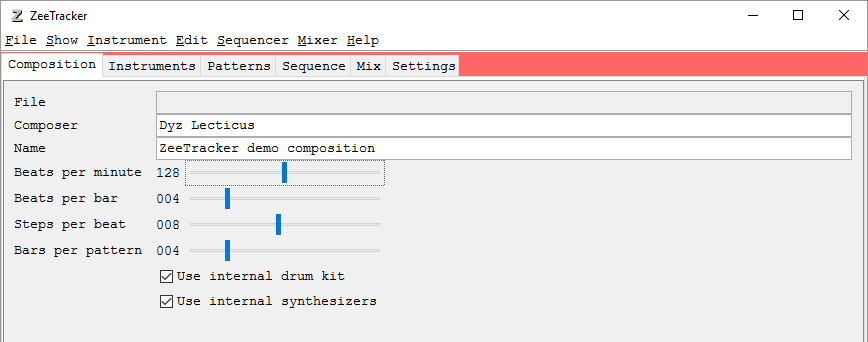 Z ZeeTracker
File Show Instrument Edit Sequencer Mixer Help
Composition Instruments Patterns Sequence Mix Settings
File
Composer Dyz Lecticus
Name ZeeTracker demo composition
Beats per minute 128
Beats per bar 004
Steps per beat 008
Bars per pattern 004
Use internal drum kit
Use internal synthesizers